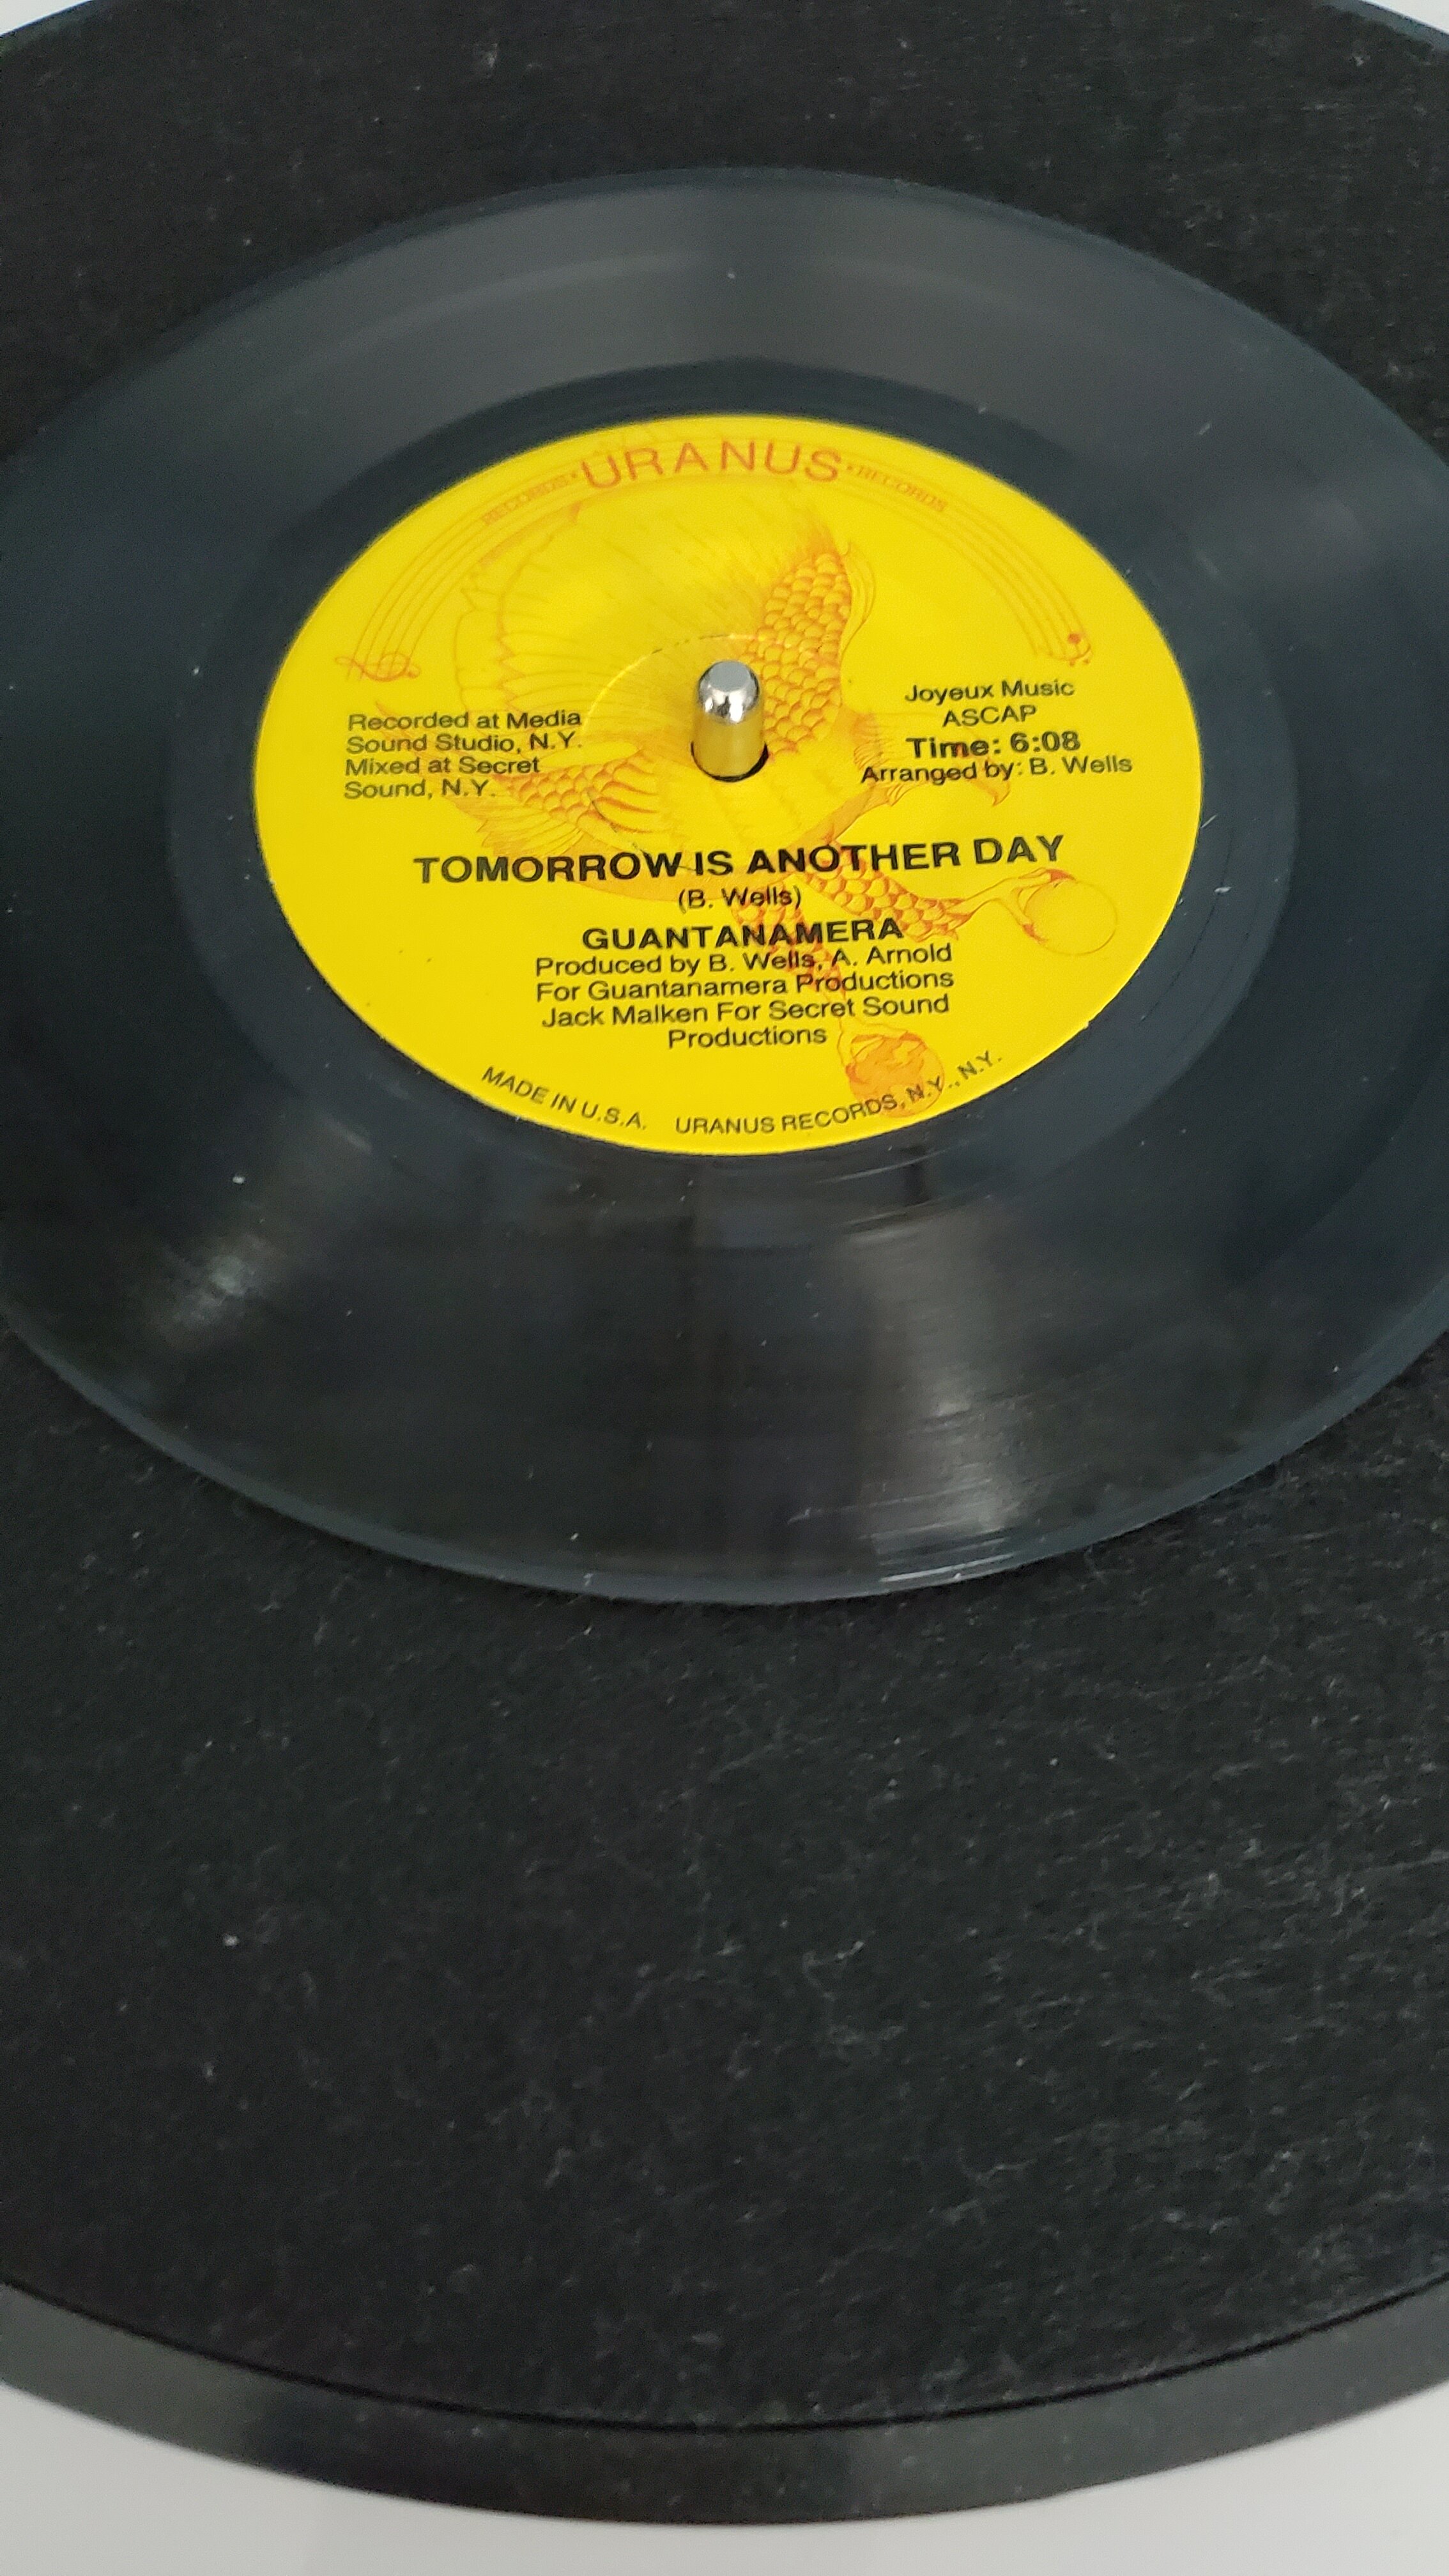 RECORDS • URANUS • RECORDS
Recorded at Media
Sound Studio, N.Y.
Mixed at Secret
Sound, N.Y.
Joyeux Music
ASCAP
Time: 6:08
Arranged by: B. Wells
TOMORROW IS ANOTHER DAY
(B. Wells)
GUANTANAMERA
Produced by B. Wells, A. Arnold
For Guantanamera Productions
Jack Malken For Secret Sound
Productions
MADE IN U.S.A. URANUS RECORDS, N.Y., N.Y.